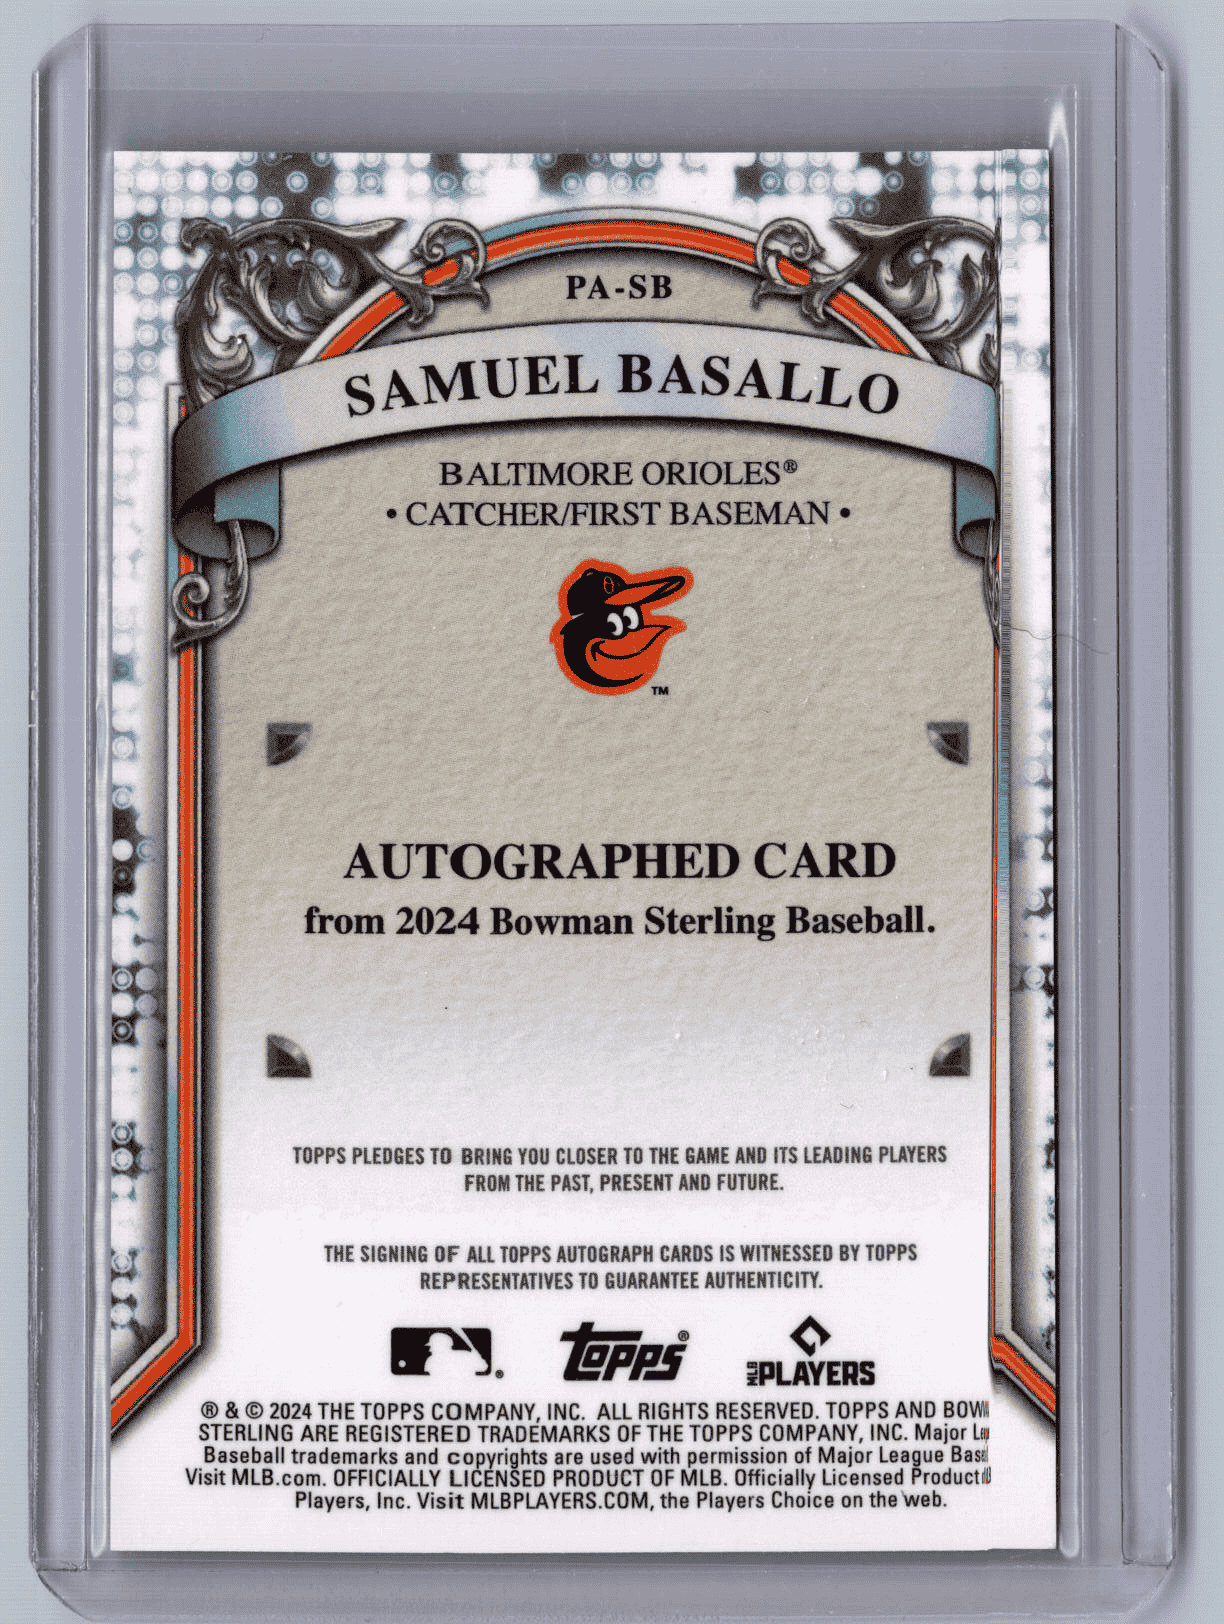 PA-SB
SAMUEL BASALLO
BALTIMORE ORIOLES®
• CATCHER/FIRST BASEMAN •
TM
AUTOGRAPHED CARD
from 2024 Bowman Sterling Baseball.
TOPPS PLEDGES TO BRING YOU CLOSER TO THE GAME AND ITS LEADING PLAYERS
FROM THE PAST, PRESENT AND FUTURE.
THE SIGNING OF ALL TOPPS AUTOGRAPH CARDS IS WITNESSED BY TOPPS
REPRESENTATIVES TO GUARANTEE AUTHENTICITY.
® topps® MLB PLAYERS
® & © 2024 THE TOPPS COMPANY, INC. ALL RIGHTS RESERVED. TOPPS AND
STERLING ARE REGISTERED TRADEMARKS OF THE TOPPS COMPANY, INC. Major
Baseball trademarks and copyrights are used with permission of Major League
Visit MLB.com. OFFICIALLY LICENSED PRODUCT OF MLB. Officially Licensed Product
Players, Inc. Visit MLBPLAYERS.COM, the Players Choice on the web.